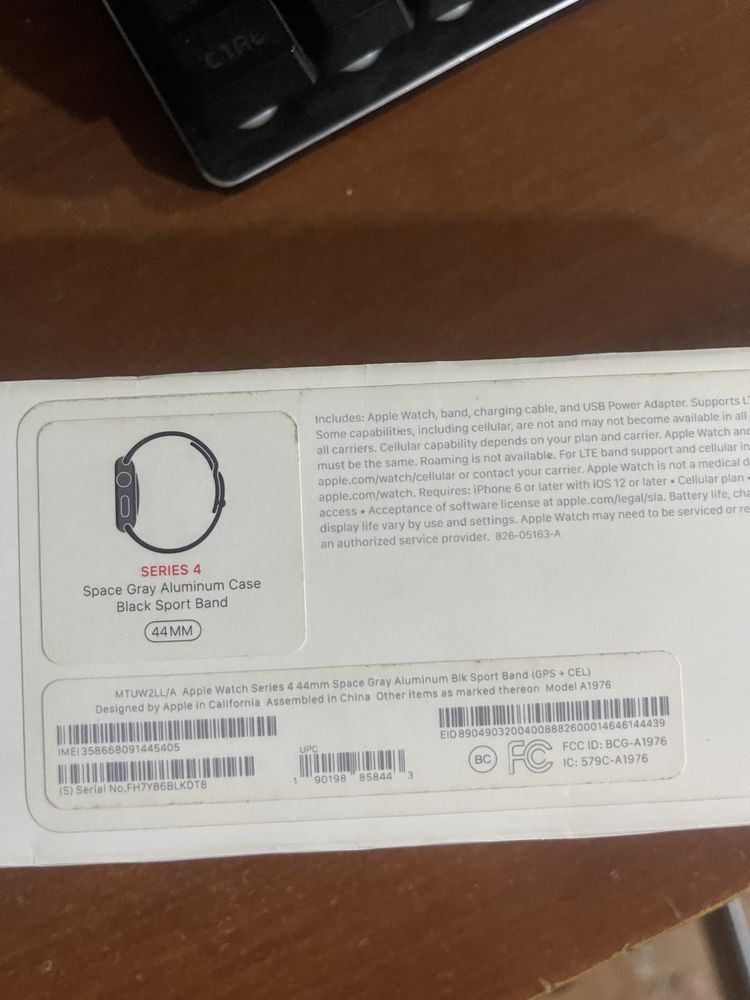 CTRL
Includes: Apple Watch, band, charging cable, and USB Power Adapter. Supports
Some capabilities, including cellular, are not and may not become available in all
all carriers. Cellular capability depends on your plan and carrier. Apple Watch and
must be the same. Roaming is not available. For LTE band support and cellular in
apple.com/watch/cellular or contact your carrier. Apple Watch is not a medical d
apple.com/watch. Requires: iPhone 6 or later with iOS 12 or later • Cellular plan •
access • Acceptance of software license at apple.com/legal/sla. Battery life, cha
display life vary by use and settings. Apple Watch may need to be serviced or re
an authorized service provider. 826-05163-A
SERIES 4
Space Gray Aluminum Case
Black Sport Band
44MM
MTUW2LL/A Apple Watch Series 4 44mm Space Gray Aluminum Blk Sport Band (GPS + CEL)
Designed by Apple in California Assembled in China Other items as marked thereon Model A1976
IMEI 358668091445405
EID 89049032004008882600014646144439
(S) Serial No. FH7Y86BLKDT8
UPC
1 90198 85844 3
BC
FC
FCC ID: BCG-A1976
IC: 579C-A1976